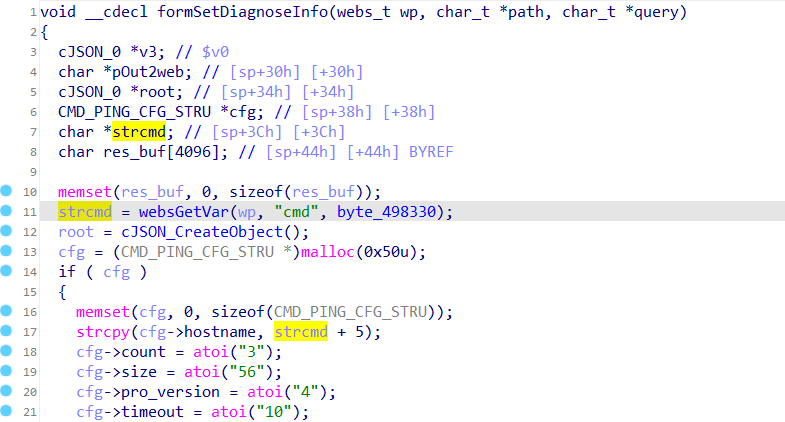 1 void __cdecl formSetDiagnoseInfo(webs_t wp, char_t *path, char_t *query)
2 {
3 cJSON_0 *v3; // $v0
4 char *pOut2web; // [sp+30h] [+30h]
5 cJSON_0 *root; // [sp+34h] [+34h]
6 CMD_PING_CFG_STRU *cfg; // [sp+38h] [+38h]
7 char *strcmd; // [sp+3Ch] [+3Ch]
8 char res_buf[4096]; // [sp+44h] [+44h] BYREF
9
10 memset(res_buf, 0, sizeof(res_buf));
11 strcmd = websGetVar(wp, "cmd", byte_498330);
12 root = cJSON_CreateObject();
13 cfg = (CMD_PING_CFG_STRU *)malloc(0x50u);
14 if ( cfg )
15 {
16 memset(cfg, 0, sizeof(CMD_PING_CFG_STRU));
17 strcpy(cfg->hostname, strcmd + 5);
18 cfg->count = atoi("3");
19 cfg->size = atoi("56");
20 cfg->pro_version = atoi("4");
21 cfg->timeout = atoi("10");